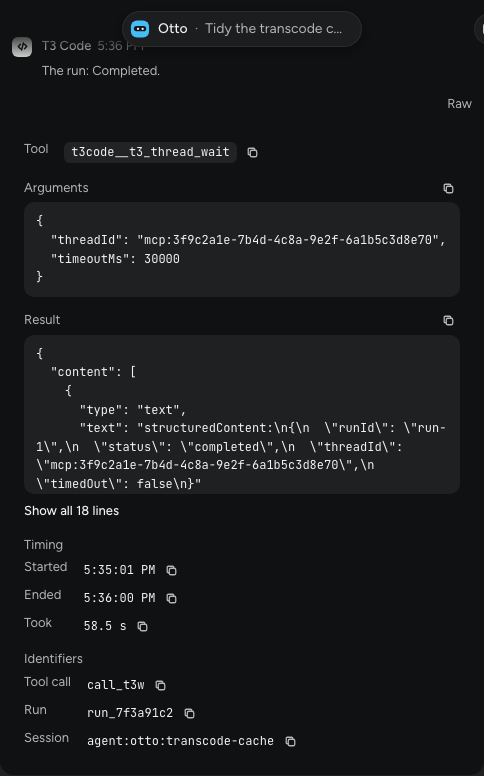 Otto · Tidy the transcode c...
T3 Code 5:36 PM
The run: Completed.
Raw
Tool t3code__t3_thread_wait
Arguments
{
"threadId": "mcp:3f9c2a1e-7b4d-4c8a-9e2f-6a1b5c3d8e70",
"timeoutMs": 30000
}
Result
{
"content": [
{
"type": "text",
"text": "structuredContent:\n{\n  \"runId\": \"run-
1\",\n  \"status\": \"completed\",\n  \"threadId\":
\"mcp:3f9c2a1e-7b4d-4c8a-9e2f-6a1b5c3d8e70\",\n
\"timedOut\": false\n}"
Show all 18 lines
Timing
Started 5:35:01 PM
Ended 5:36:00 PM
Took 58.5 s
Identifiers
Tool call call_t3w
Run run_7f3a91c2
Session agent:otto:transcode-cache